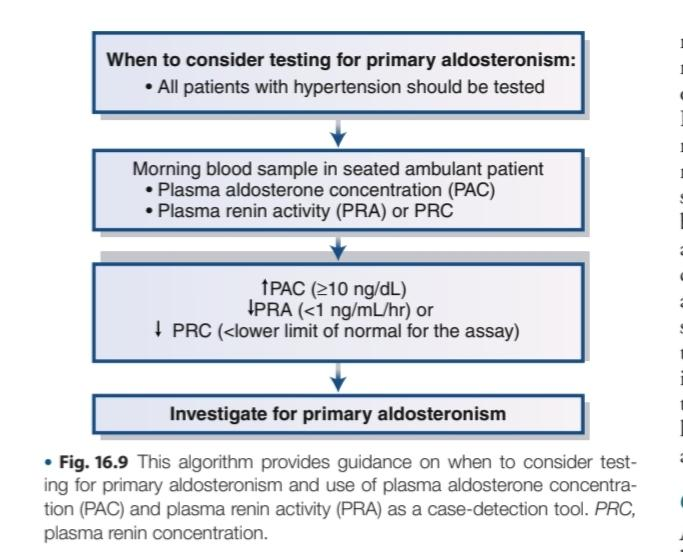 When to consider testing for primary aldosteronism:
• All patients with hypertension should be tested
Morning blood sample in seated ambulant patient
• Plasma aldosterone concentration (PAC)
• Plasma renin activity (PRA) or PRC
↑PAC (≥10 ng/dL)
↓PRA (<1 ng/mL/hr) or
↓ PRC (<lower limit of normal for the assay)
Investigate for primary aldosteronism
• Fig. 16.9 This algorithm provides guidance on when to consider test-
ing for primary aldosteronism and use of plasma aldosterone concentra-
tion (PAC) and plasma renin activity (PRA) as a case-detection tool. PRC,
plasma renin concentration.